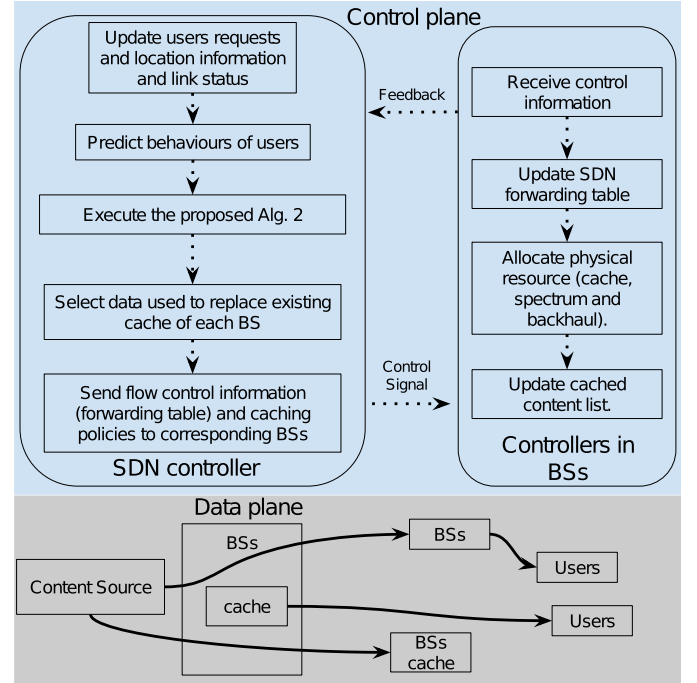 Control plane
Update users requests
and location information
and link status
Predict behaviours of users
Execute the proposed Alg. 2
Select data used to replace existing
cache of each BS
Send flow control information
(forwarding table) and caching
policies to corresponding BSs
SDN controller
Feedback
Control
Signal
Receive control
information
Update SDN
forwarding table
Allocate physical
resource (cache,
spectrum and
backhaul).
Update cached
content list.
Controllers in
BSs
Data plane
Content Source
BSs
cache
BSs
Users
Users
BSs
cache